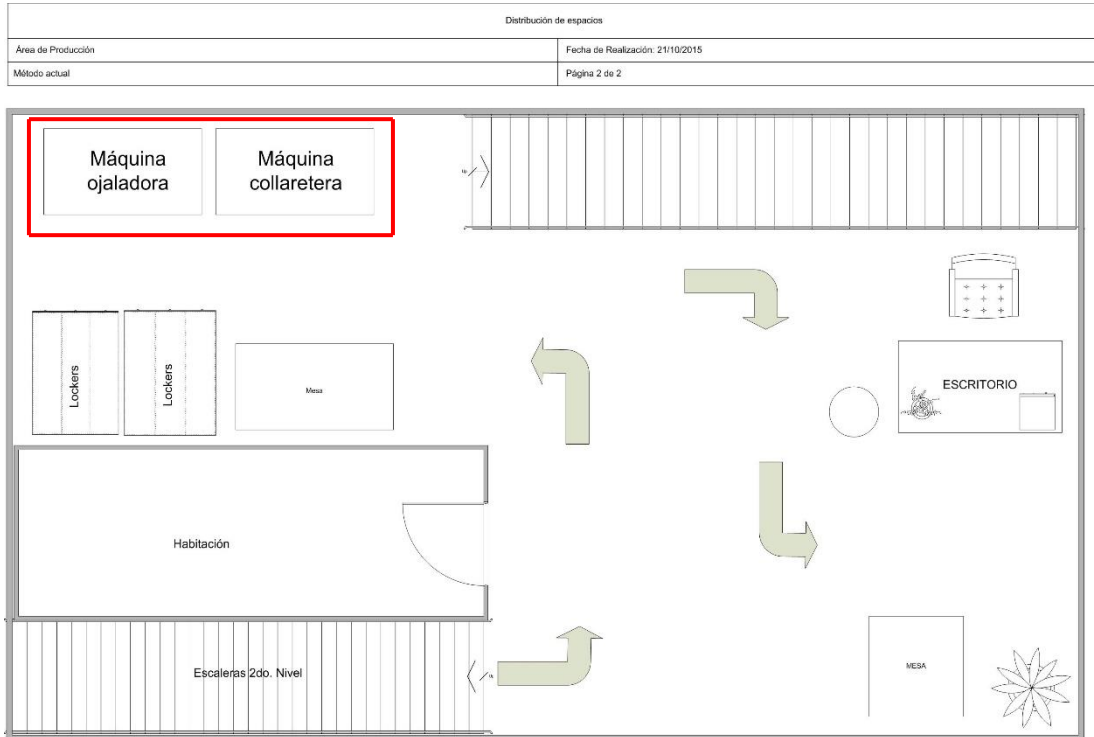 Distribución de espacios
Área de Producción
Fecha de Realización: 21/10/2015
Método actual
Página 2 de 2
Máquina
ojaladora
Máquina
collaretera
Lockers
Lockers
Mesa
ESCRITORIO
Habitación
Escaleras 2do. Nivel
MESA